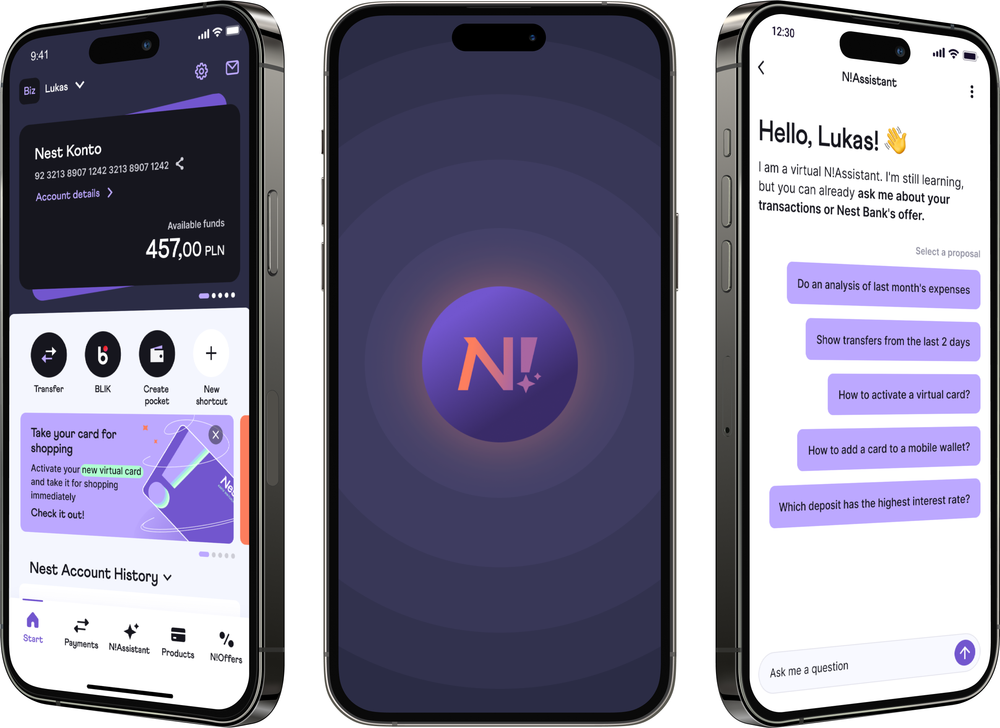 9:41
Biz
Lukas
Nest Konto
92 3213 8907 1242 3213 8907 1242
Account details
Available funds
457,00 PLN
Transfer
BLIK
Create
pocket
New
shortcut
Take your card for
shopping
Activate your new virtual card
and take it for shopping
immediately
Check it out!
Nest Account History
Start
Payments
N!Assistant
Products
N!Offers
N!
12:30
N!Assistant
Hello, Lukas! 👋
I am a virtual N!Assistant. I'm still learning,
but you can already ask me about your
transactions or Nest Bank's offer.
Select a proposal
Do an analysis of last month's expenses
Show transfers from the last 2 days
How to activate a virtual card?
How to add a card to a mobile wallet?
Which deposit has the highest interest rate?
Ask me a question